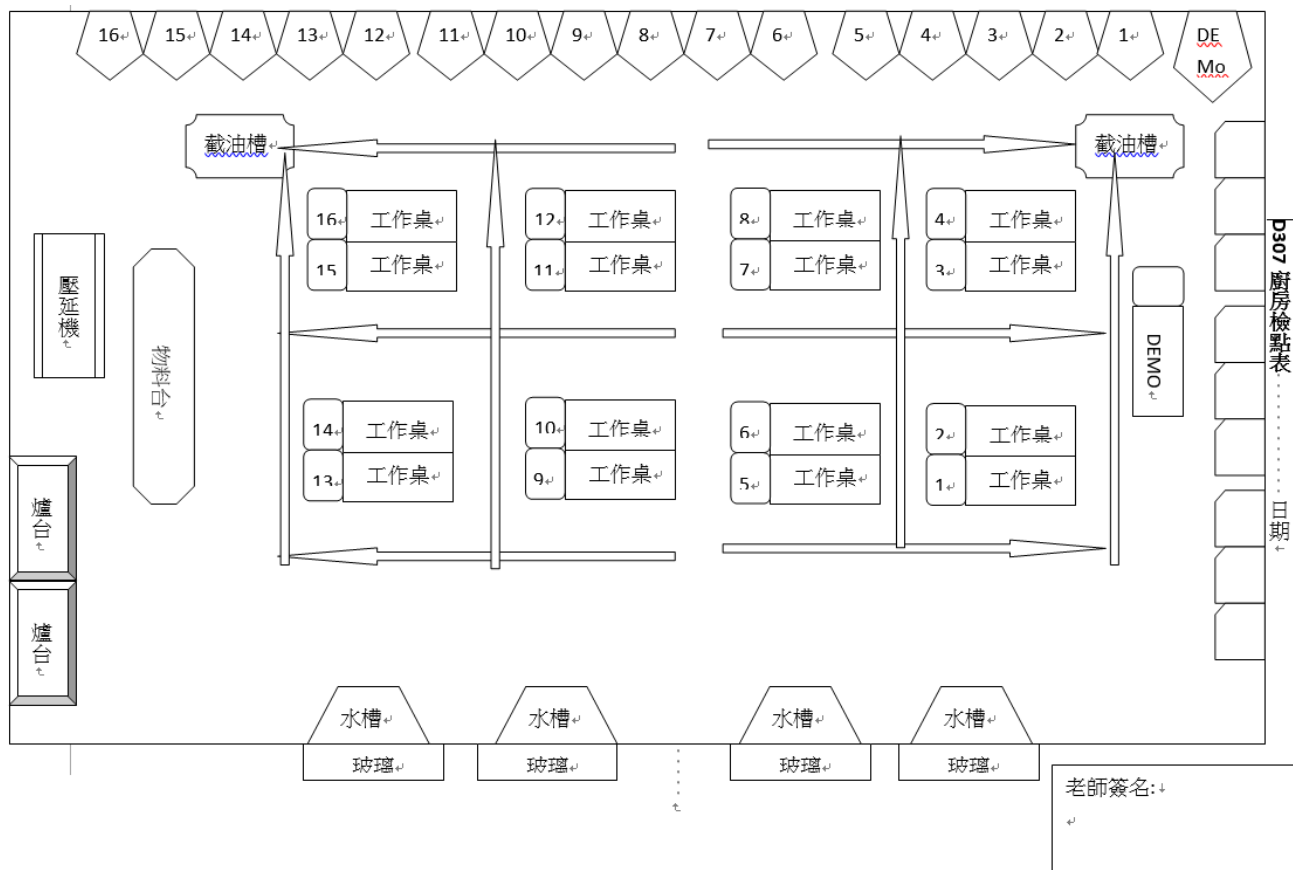 16
15
14
13
12
11
10
9
8
7
6
5
4
3
2
1
DE
Mo
截油槽
截油槽
16
工作桌
12
工作桌
8
工作桌
4
工作桌
15
工作桌
11
工作桌
7
工作桌
3
工作桌
壓延機
物料台
DEMO
D307 廚房檢點表
日期
14
工作桌
10
工作桌
6
工作桌
2
工作桌
13
工作桌
9
工作桌
5
工作桌
1
工作桌
爐台
爐台
水槽
水槽
水槽
水槽
玻璃
玻璃
玻璃
玻璃
老師簽名: